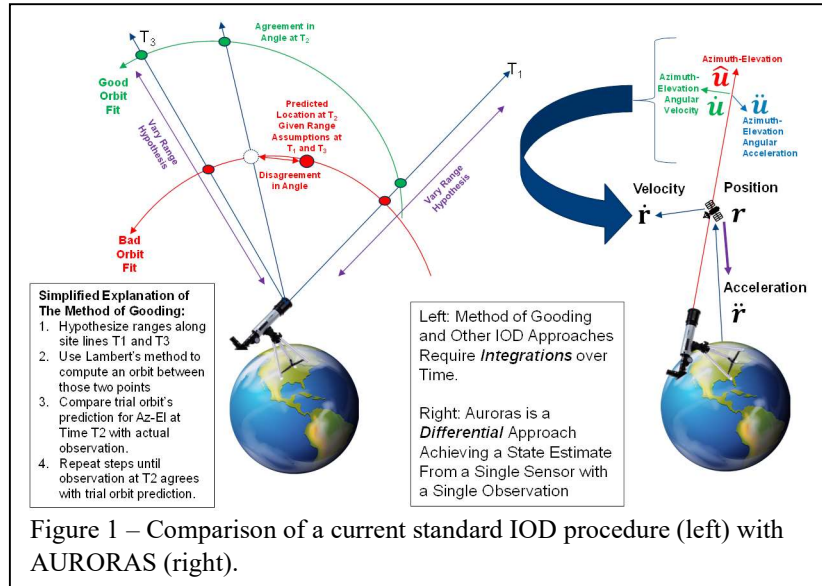 T3
Agreement in
Angle at T2
T1
Good
Orbit
Fit
Vary Range
Hypothesis
Predicted
Location at T2
Given Range
Assumptions at
T1 and T3
Disagreement
in Angle
Vary Range
Hypothesis
Bad
Orbit
Fit
Simplified Explanation of
The Method of Gooding:
1. Hypothesize ranges along
site lines T1 and T3
2. Use Lambert's method to
compute an orbit between
those two points
3. Compare trial orbit's
prediction for Az-El at
Time T2 with actual
observation.
4. Repeat steps until
observation at T2 agrees
with trial orbit prediction.
Azimuth-Elevation
û
Azimuth-
Elevation
Angular
Velocity
u̇
ü
Azimuth-
Elevation
Angular
Acceleration
Velocity
ṙ
Position
r
Acceleration
r̈
Left: Method of Gooding
and Other IOD Approaches
Require Integrations over
Time.
Right: Auroras is a
Differential Approach
Achieving a State Estimate
From a Single Sensor with
a Single Observation
Figure 1 – Comparison of a current standard IOD procedure (left) with
AURORAS (right).